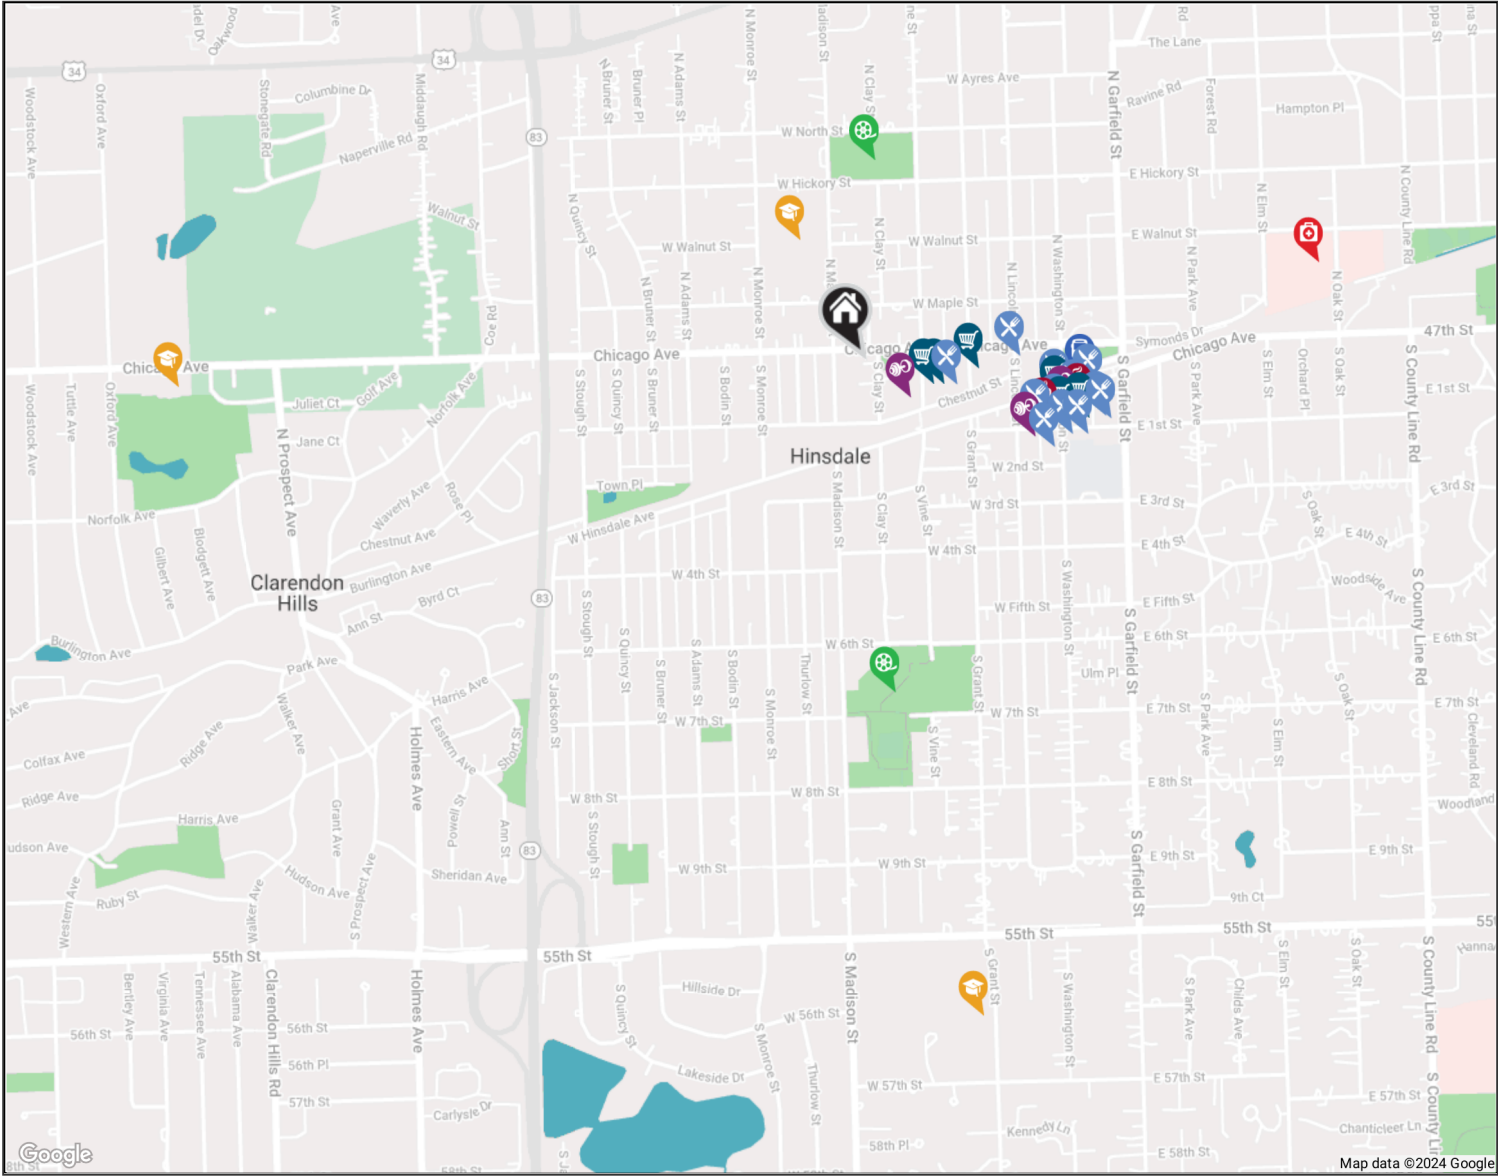 34
34
83
83
83
Oakwood
Ave
Woodstock Ave
Oxford Ave
Stonegate Rd
Columbine Dr
Middaugh Rd
Naperville Rd
Walnut St
Coe Rd
N Bruner St
Bruner Pl
N Adams St
N Monroe St
N Clay St
W Ayres Ave
The Lane
N Garfield St
Ravine Rd
Forest Rd
Hampton Pl
W North St
W Hickory St
E Hickory St
N Quincy St
W Walnut St
W Walnut St
E Walnut St
N Clay St
N Washington St
N Park Ave
N Elm St
N Oak St
N County Line Rd
N Bruner St
N Adams St
N Monroe St
W Maple St
Symonds Dr
Chicago Ave
47th St
Chicago Ave
Woodstock Ave
Tuttle Ave
Oxford Ave
Juliet Ct
Golf Ave
Norfolk Ave
Jane Ct
N Prospect Ave
S Stough St
S Quincy St
S Bruner St
S Bodin St
S Monroe St
S Clay St
Chestnut St
S Garfield St
E 1st St
E 1st St
S Park Ave
S Elm St
Orchard Pl
S Oak St
S County Line Rd
Hinsdale
S Grant St
W 2nd St
Town Pl
W Hinsdale Ave
Waverly Ave
Rose Pl
Chestnut Ave
Norfolk Ave
Gilbert Ave
Blodgett Ave
S Madison St
S Clay St
S Vine St
W 3rd St
E 3rd St
E 3rd St
S Oak St
W 4th St
E 4th St
E 4th St
Clarendon
Hills
Burlington Ave
Byrd Ct
Ann St
W 4th St
Woodside Ave
S Stough St
W Fifth St
E Fifth St
S Washington St
S Garfield St
S County Line Rd
Burlington Ave
Park Ave
S Quincy St
S Bruner St
S Adams St
S Bodin St
W 6th St
E 6th St
E 6th St
Thurlow St
S Monroe St
S Grant St
Ulm Pl
Harris Ave
Walker Ave
Ridge Ave
Eastern Ave
Short St
S Jackson St
W 7th St
W 7th St
E 7th St
E 7th St
S Vine St
S Park Ave
S Elm St
S Oak St
Cleveland Rd
Ave
Colfax Ave
Ridge Ave
Holmes Ave
W 8th St
W 8th St
E 8th St
Woodland
Harris Ave
Grant Ave
Powell St
Ann St
S Stough St
udson Ave
W 9th St
W 9th St
E 9th St
E 9th St
Hudson Ave
Sheridan Ave
S Garfield St
Western Ave
Ruby St
Walker Ave
S Prospect Ave
9th Ct
55th St
55th St
55th St
55th St
S Grant St
S Elm St
S Oak St
S County Line Rd
Bentley Ave
Virginia Ave
Tennessee Ave
Alabama Ave
Clarendon Hills Rd
Holmes Ave
S Quincy St
Hillside Dr
S Madison St
S Washington St
S Park Ave
Childs Ave
56th St
56th St
W 56th St
56th Pl
S Monroe St
Thurlow St
Lakeside Dr
W 57th St
E 57th St
E 57th St
57th St
Carlysle Dr
58th Pl
Kennedy Ln
Chanticleer Ln
E 58th St
Google
Map data ©2024 Google